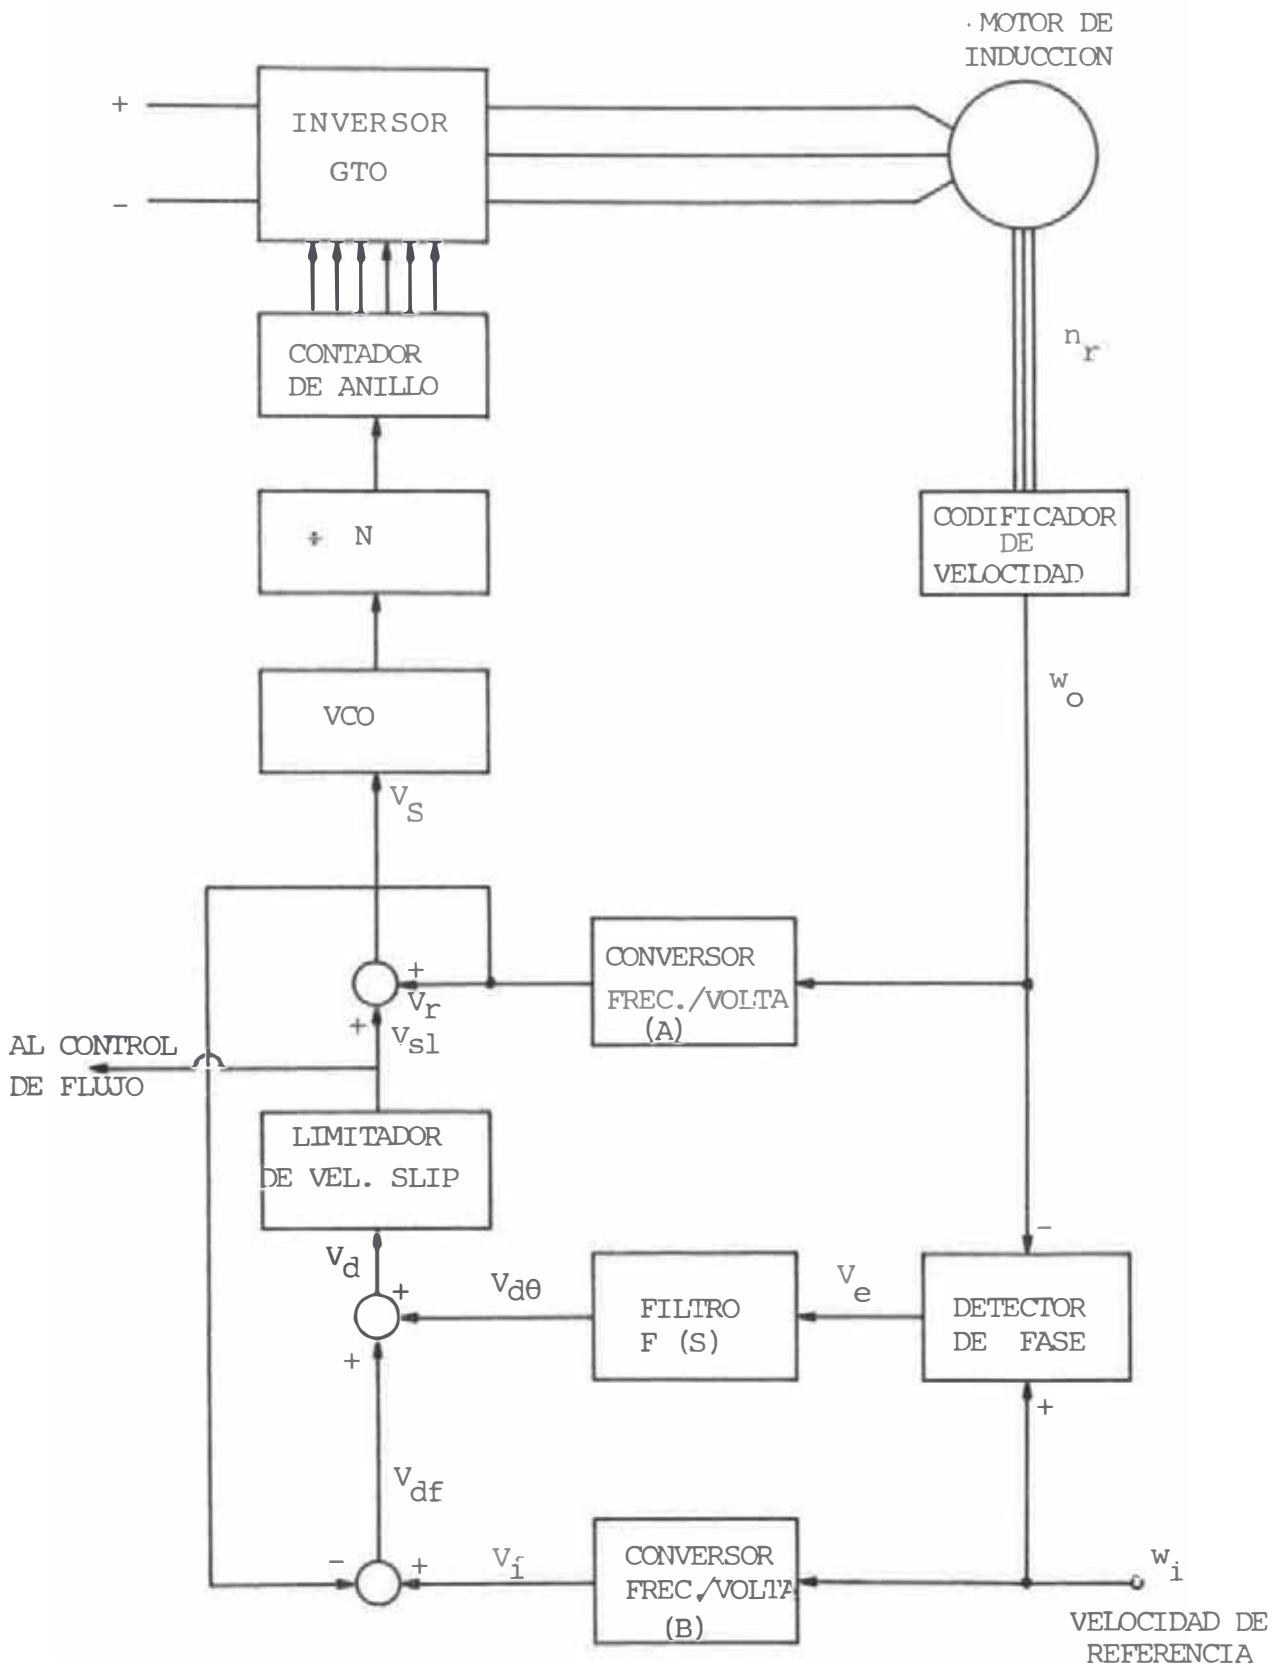 MOTOR DE
INDUCCION
+
-
INVERSOR
GTO
CONTADOR
DE ANILLO
n_r
÷ N
CODIFICADOR
DE
VELOCIDAD
w_o
VCO
V_S
CONVERSOR
FREC./VOLTA
(A)
+
V_r
+
V_sl
AL CONTROL
DE FLUJO
LIMITADOR
DE VEL. SLIP
-
V_d
+
V_dθ
FILTRO
F (S)
V_e
DETECTOR
DE FASE
+
+
V_df
-
+
V_i
CONVERSOR
FREC./VOLTA
(B)
w_i
VELOCIDAD DE
REFERENCIA